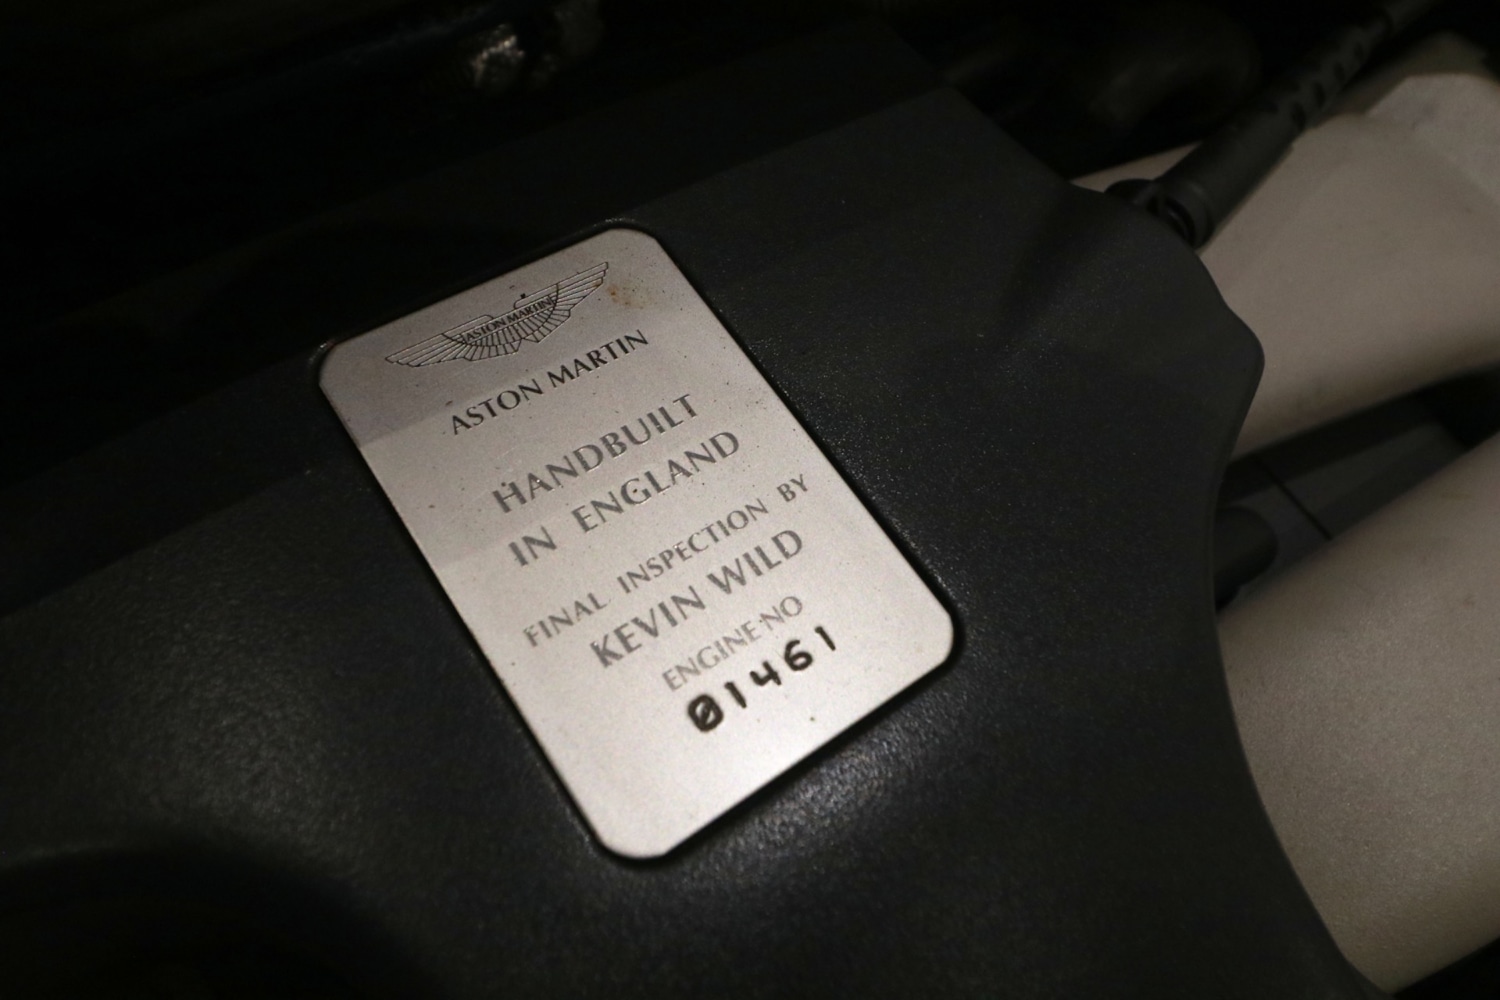 ASTON MARTIN
ASTON MARTIN
HANDBUILT
IN ENGLAND
FINAL INSPECTION BY
KEVIN WILD
ENGINE NO
01461